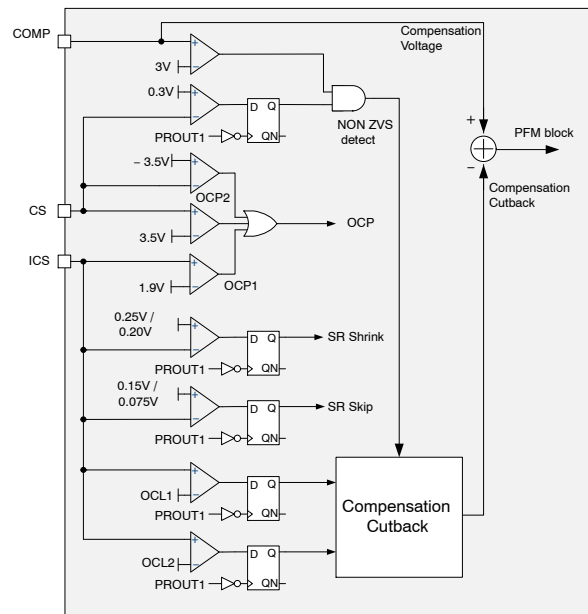 COMP
Compensation
Voltage
3V
0.3V
D Q
PROUT1
QN
NON ZVS
detect
PFM block
Compensation
Cutback
− 3.5V
OCP2
CS
OCP
3.5V
ICS
OCP1
1.9V
0.25V /
0.20V
D Q
SR Shrink
PROUT1
QN
0.15V /
0.075V
D Q
SR Skip
PROUT1
QN
D Q
OCL1
PROUT1
QN
Compensation
Cutback
D Q
OCL2
PROUT1
QN